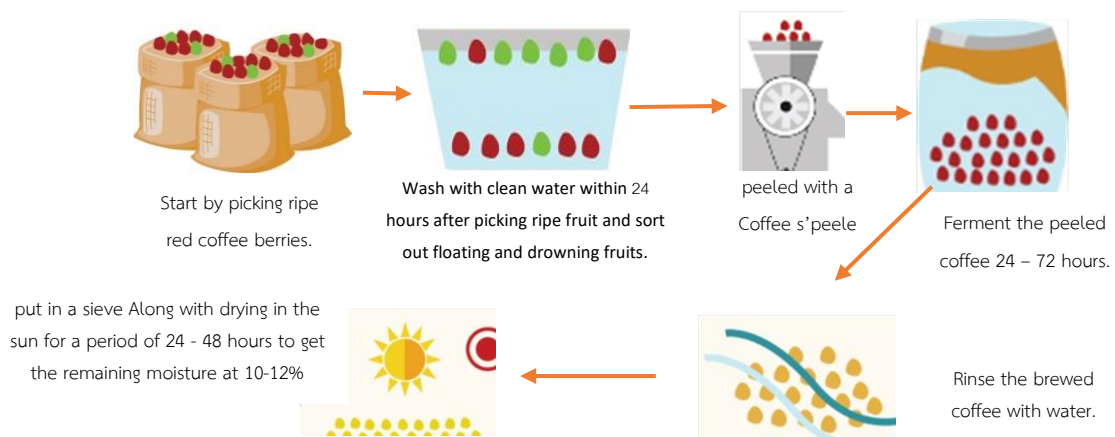 Start by picking ripe
red coffee berries.
Wash with clean water within 24
hours after picking ripe fruit and sort
out floating and drowning fruits.
peeled with a
Coffee s’peele
Ferment the peeled
coffee 24 – 72 hours.
Rinse the brewed
coffee with water.
put in a sieve Along with drying in the
sun for a period of 24 - 48 hours to get
the remaining moisture at 10-12%